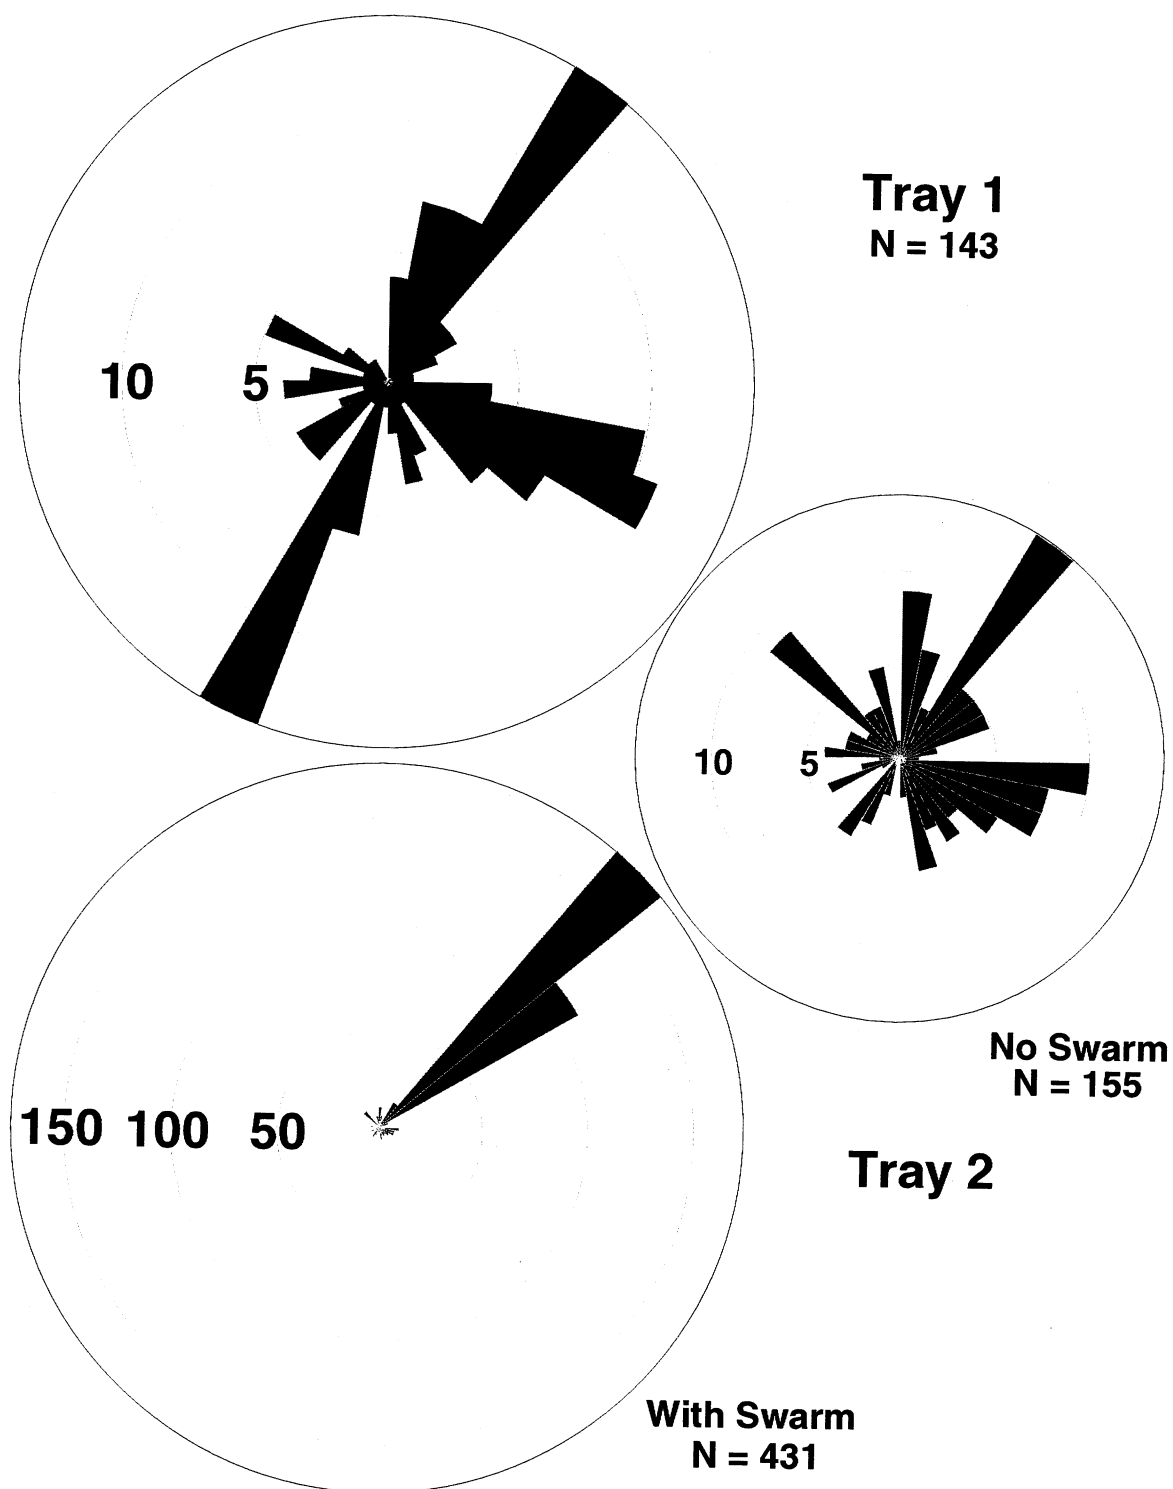 Tray 1
N = 143
10 5
10 5
No Swarm
N = 155
150 100 50
Tray 2
With Swarm
N = 431